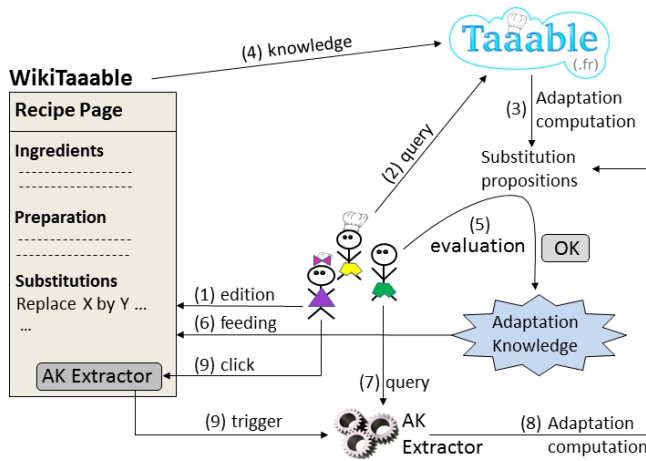 Taaable
(.fr)
(4) knowledge
WikiTaaable
Recipe Page
Ingredients
Preparation
Substitutions
Replace X by Y ...
...
AK Extractor
(2) query
(3) Adaptation
computation
Substitution
propositions
(5)
evaluation
OK
(1) edition
(6) feeding
Adaptation
Knowledge
(9) click
(7) query
(9) trigger
AK
Extractor
(8) Adaptation
computation